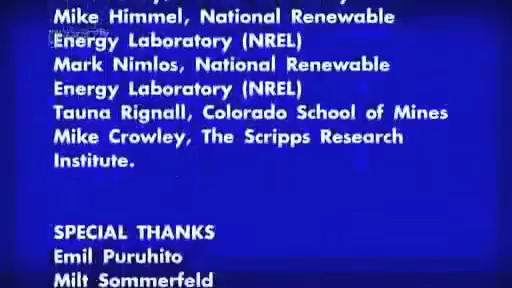 Mike Himmel, National Renewable
Energy Laboratory (NREL)
Mark Nimlos, National Renewable
Energy Laboratory (NREL)
Tauna Rignall, Colorado School of Mines
Mike Crowley, The Scripps Research
Institute.
SPECIAL THANKS
Emil Puruhito
Milt Sommerfeld